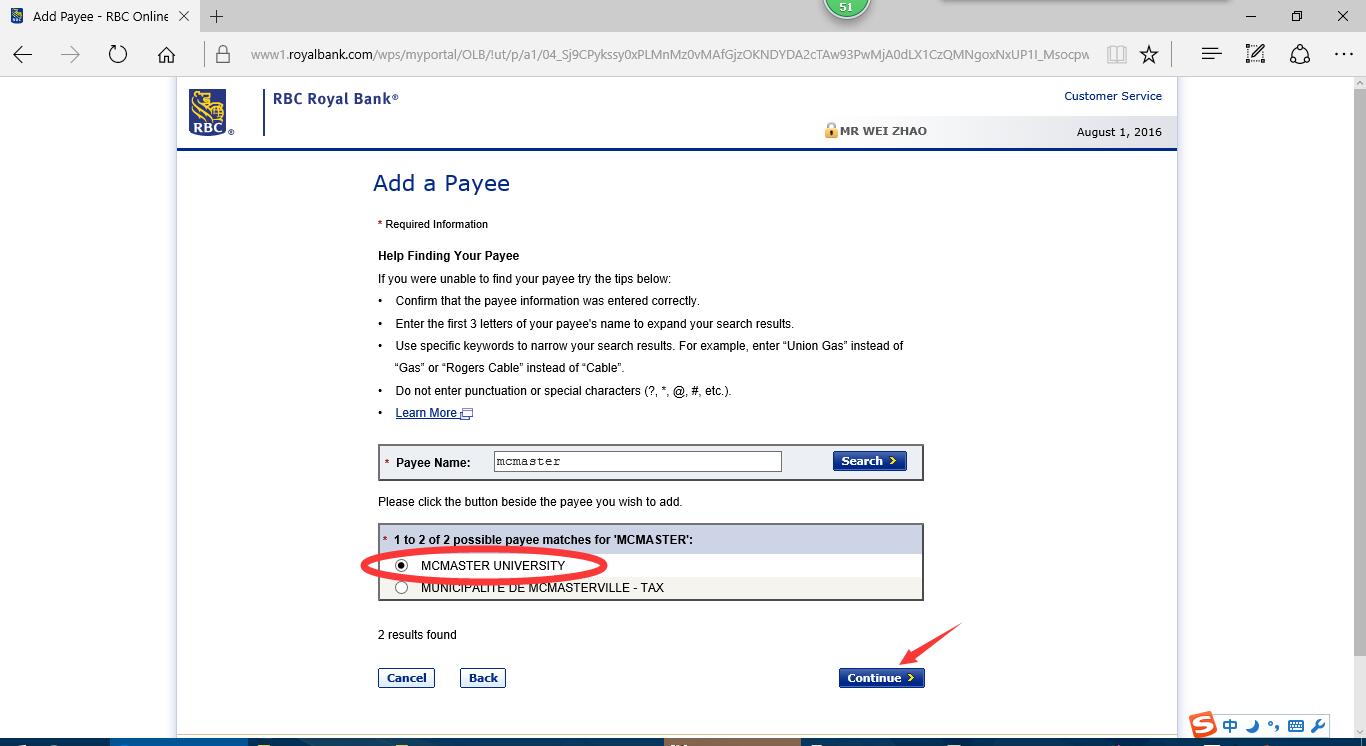 51
Add Payee - RBC Online
www1.royalbank.com/wps/myportal/OLB/!ut/p/a1/04_Sj9CPykssy0xPLMnMz0vMAfGjzOKNDYDA2cTAw93PwMjA0dLX1CzQMNgoxNxUP1I_Msocpw
RBC®
RBC Royal Bank®
Customer Service
MR WEI ZHAO
August 1, 2016
Add a Payee
* Required Information
Help Finding Your Payee
If you were unable to find your payee try the tips below:
• Confirm that the payee information was entered correctly.
• Enter the first 3 letters of your payee's name to expand your search results.
• Use specific keywords to narrow your search results. For example, enter “Union Gas” instead of
“Gas” or “Rogers Cable” instead of “Cable”.
• Do not enter punctuation or special characters (?, *, @, #, etc.).
• Learn More
* Payee Name: mcmaster Search >
Please click the button beside the payee you wish to add.
* 1 to 2 of 2 possible payee matches for 'MCMASTER':
MCMASTER UNIVERSITY
MUNICIPALITE DE MCMASTERVILLE - TAX
2 results found
Cancel Back Continue >
S 中